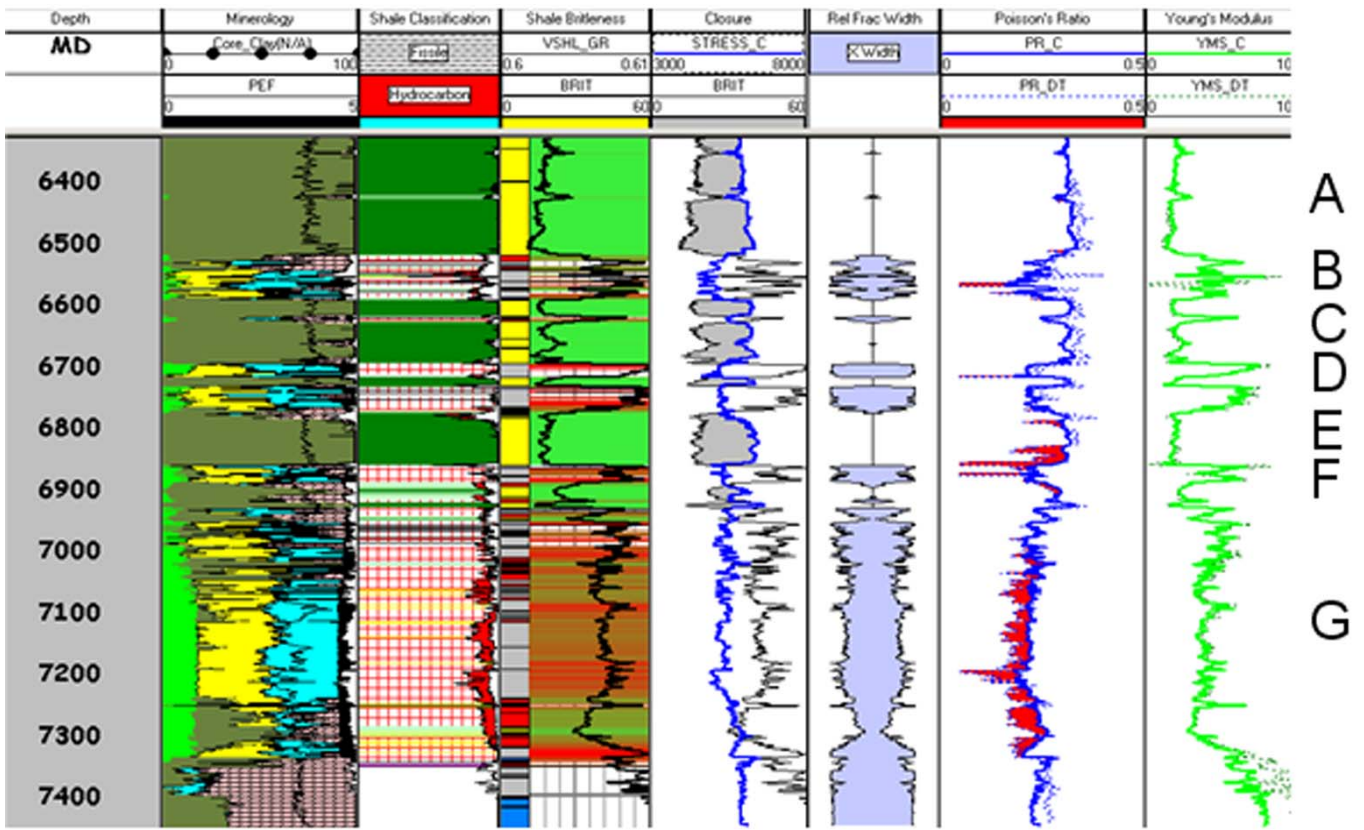 Depth Minerology Shale Classification Shale Britleness Closure Rel Frac Width Poisson's Ratio Young's Modulus
MD Core_Clay(N/A) Fissile VSHL_GR STRESS_C X Width PR_C YMS_C
0 100 0.6 0.61 3000 8000 0 0.5 0 10
PEF Hydrocarbon BRIT BRIT PR_DT YMS_DT
0 5 0 60 0 60 0 0.5 0 10
6400 A
6500
B
6600
C
6700 D
6800 E
6900 F
7000
7100 G
7200
7300
7400